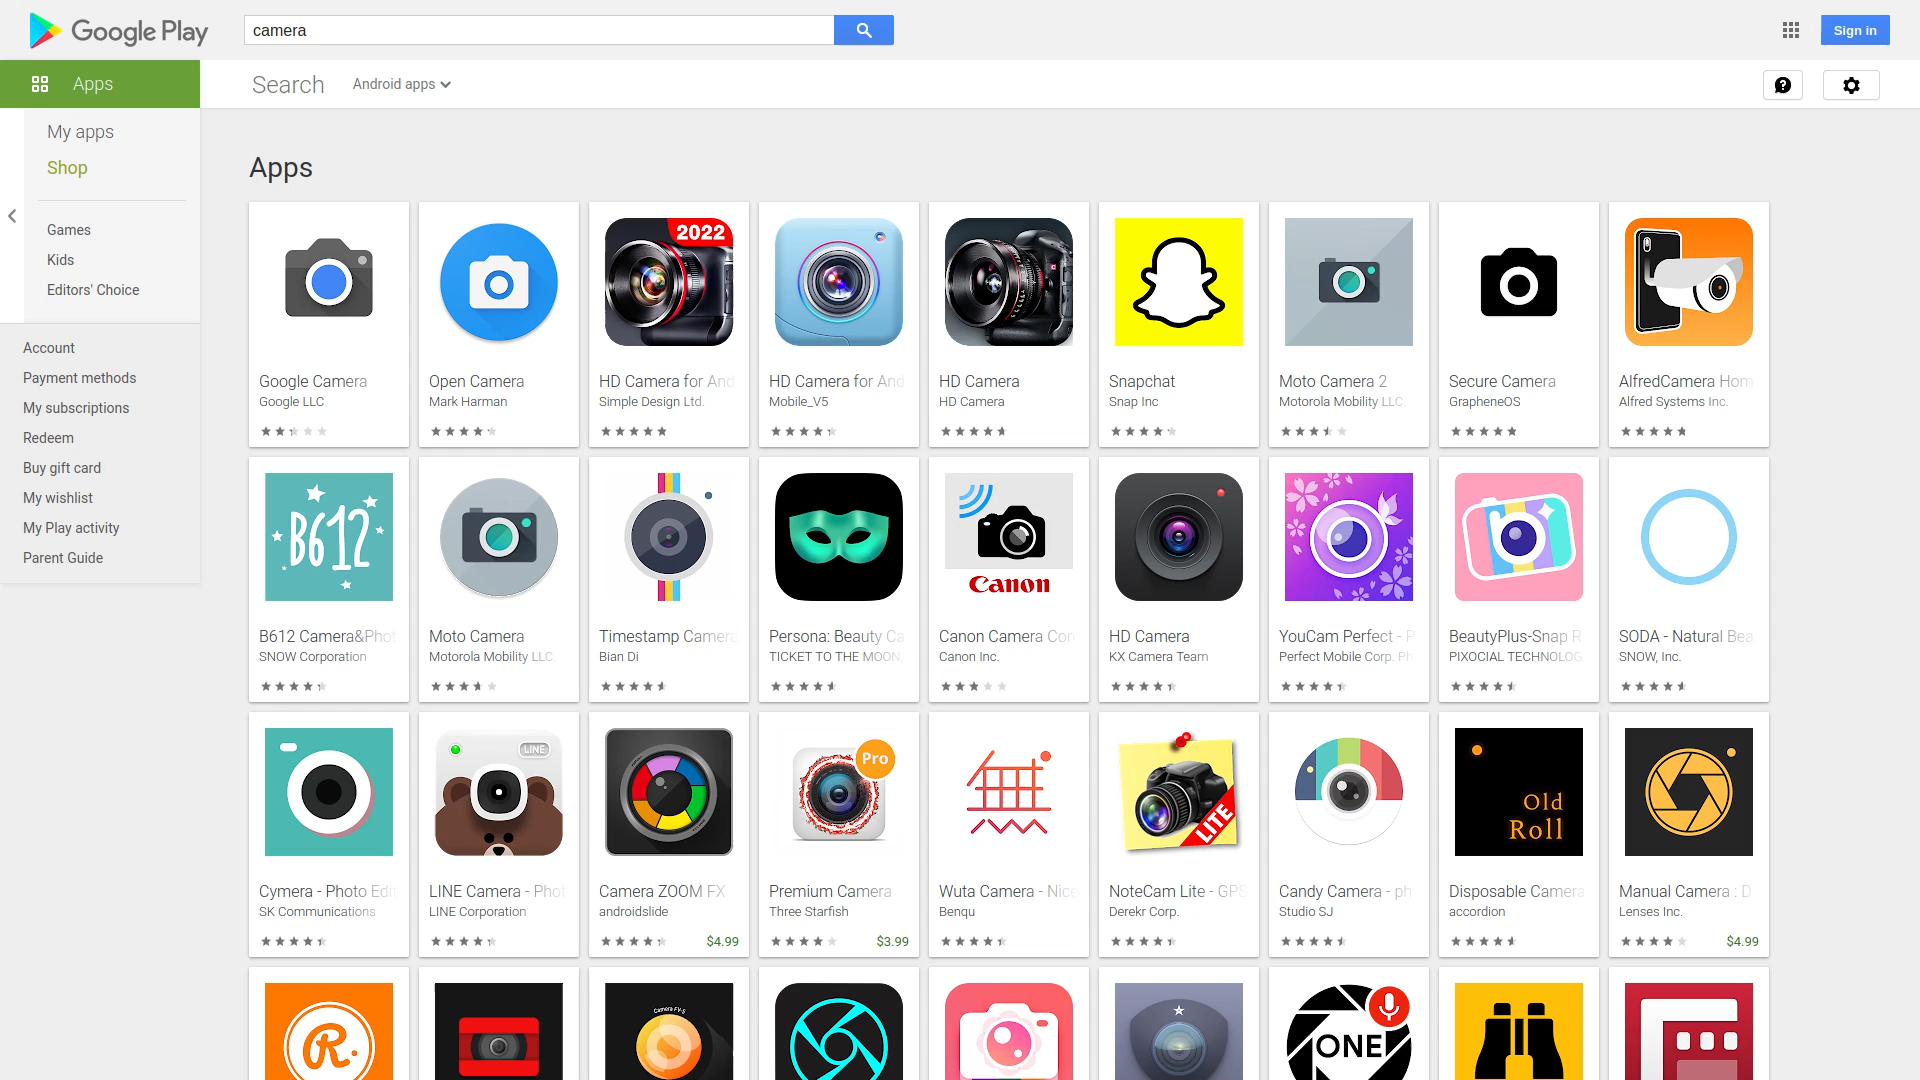 Google Play
camera
Sign in
Apps
Search
Android apps
My apps
Shop
Games
Kids
Editors' Choice
Account
Payment methods
My subscriptions
Redeem
Buy gift card
My wishlist
My Play activity
Parent Guide
Apps
2022
Google Camera
Google LLC
Open Camera
Mark Harman
HD Camera for And
Simple Design Ltd.
HD Camera for And
Mobile_V5
HD Camera
HD Camera
Snapchat
Snap Inc
Moto Camera 2
Motorola Mobility LLC.
Secure Camera
GrapheneOS
AlfredCamera Hom
Alfred Systems Inc.
B612
Canon
B612 Camera&Phot
SNOW Corporation
Moto Camera
Motorola Mobility LLC.
Timestamp Camera
Bian Di
Persona: Beauty Ca
TICKET TO THE MOON,
Canon Camera Con
Canon Inc.
HD Camera
KX Camera Team
YouCam Perfect - P
Perfect Mobile Corp. Ph
BeautyPlus-Snap R
PIXOCIAL TECHNOLOG
SODA - Natural Bea
SNOW, Inc.
LINE
Pro
LITE
Old
Roll
Cymera - Photo Edi
SK Communications
LINE Camera - Phot
LINE Corporation
Camera ZOOM FX
androidslide
$4.99
Premium Camera
Three Starfish
$3.99
Wuta Camera - Nice
Benqu
NoteCam Lite - GPS
Derekr Corp.
Candy Camera - ph
Studio SJ
Disposable Camera
accordion
Manual Camera : D
Lenses Inc.
$4.99
R.
Camera FV-5
ONE